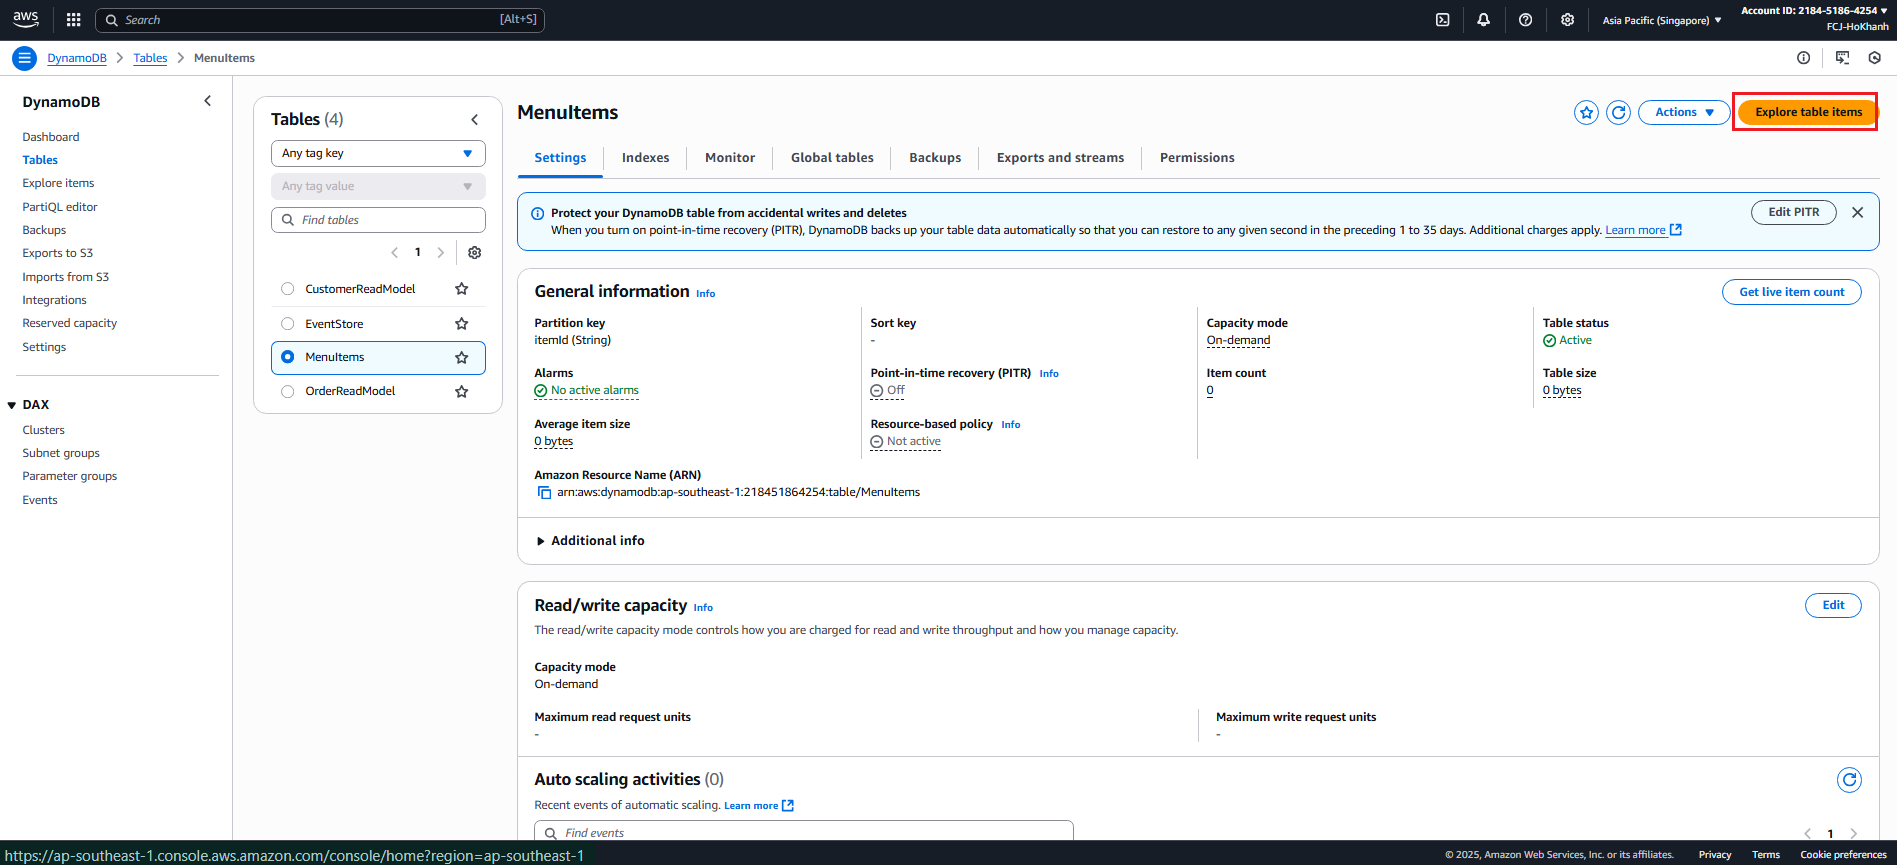 aws
Search
[Alt+S]
Asia Pacific (Singapore)
Account ID: 2184-5186-4254
FCJ-HoKhanh
DynamoDB
Tables
MenuItems
DynamoDB
Dashboard
Tables
Explore items
PartiQL editor
Backups
Exports to S3
Imports from S3
Integrations
Reserved capacity
Settings
DAX
Clusters
Subnet groups
Parameter groups
Events
Tables (4)
Any tag key
Any tag value
Find tables
1
CustomerReadModel
EventStore
MenuItems
OrderReadModel
MenuItems
Actions
Explore table items
Settings
Indexes
Monitor
Global tables
Backups
Exports and streams
Permissions
Protect your DynamoDB table from accidental writes and deletes
When you turn on point-in-time recovery (PITR), DynamoDB backs up your table data automatically so that you can restore to any given second in the preceding 1 to 35 days. Additional charges apply. Learn more
Edit PITR
General information Info
Get live item count
Partition key
itemId (String)
Sort key
-
Capacity mode
On-demand
Table status
Active
Alarms
No active alarms
Point-in-time recovery (PITR) Info
Off
Item count
0
Table size
0 bytes
Average item size
0 bytes
Resource-based policy Info
Not active
Amazon Resource Name (ARN)
arn:aws:dynamodb:ap-southeast-1:218451864254:table/MenuItems
Additional info
Read/write capacity Info
Edit
The read/write capacity mode controls how you are charged for read and write throughput and how you manage capacity.
Capacity mode
On-demand
Maximum read request units
-
Maximum write request units
-
Auto scaling activities (0)
Recent events of automatic scaling. Learn more
Find events
1
https://ap-southeast-1.console.aws.amazon.com/console/home?region=ap-southeast-1
© 2025, Amazon Web Services, Inc. or its affiliates.
Privacy
Terms
Cookie preferences